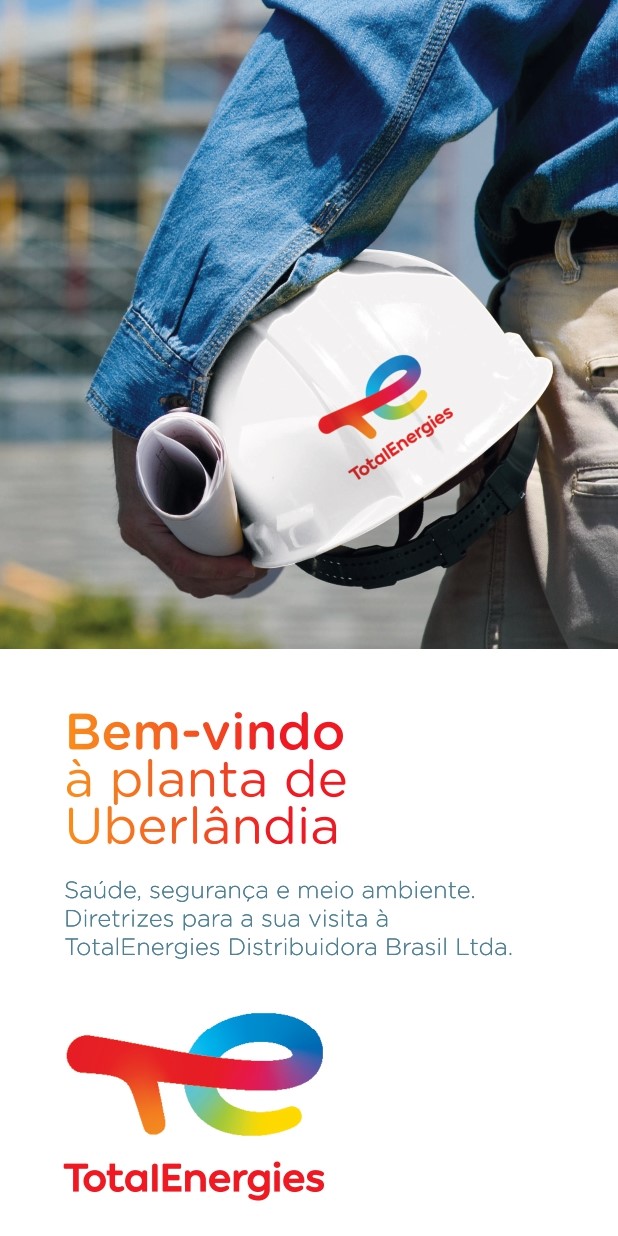 TotalEnergies
Bem-vindo
à planta de
Uberlândia
Saúde, segurança e meio ambiente.
Diretrizes para a sua visita à
TotalEnergies Distribuidora Brasil Ltda.
TotalEnergies